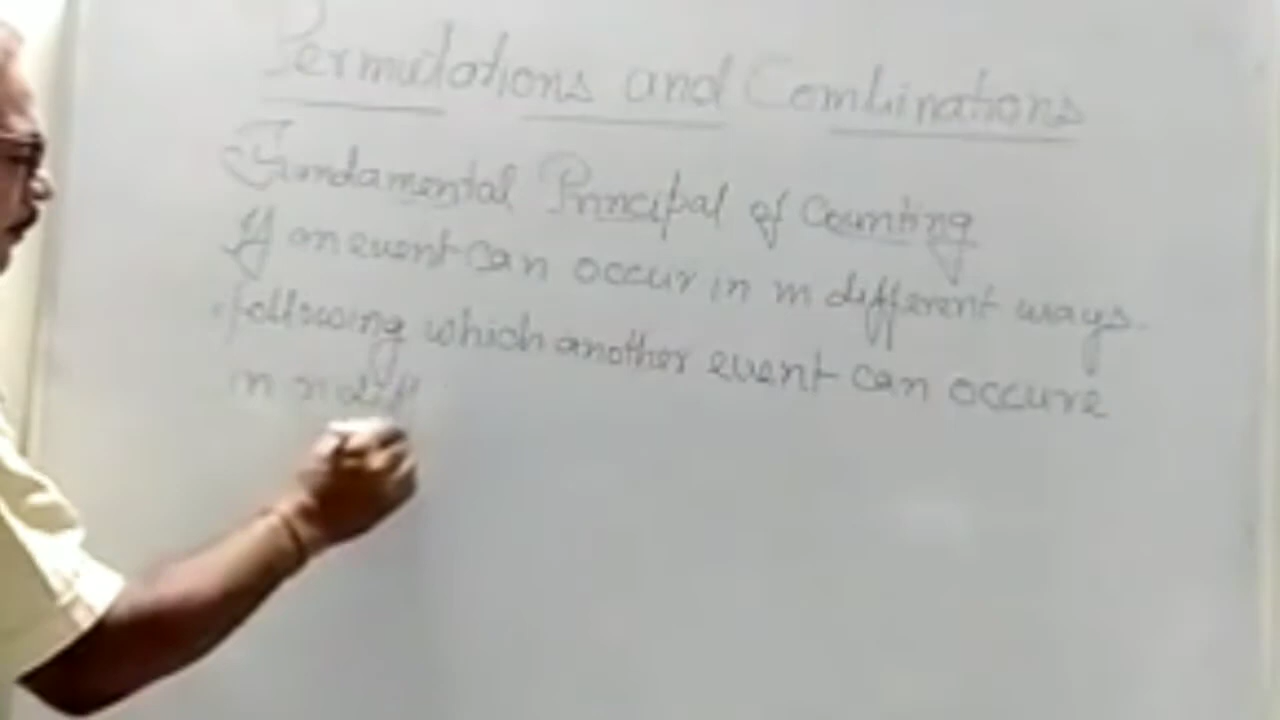 Permutations and Combinations
Fundamental Principal of Counting
If an event can occur in m different ways.
following which another event can occure
in n diff